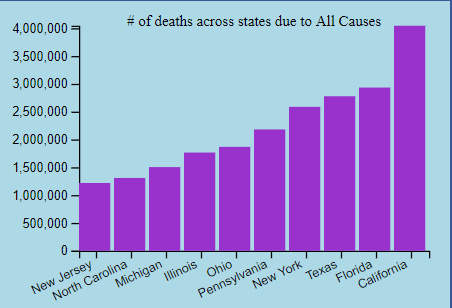 # of deaths across states due to All Causes
4,000,000
3,500,000
3,000,000
2,500,000
2,000,000
1,500,000
1,000,000
500,000
0
New Jersey
North Carolina
Michigan
Illinois
Ohio
Pennsylvania
New York
Texas
Florida
California